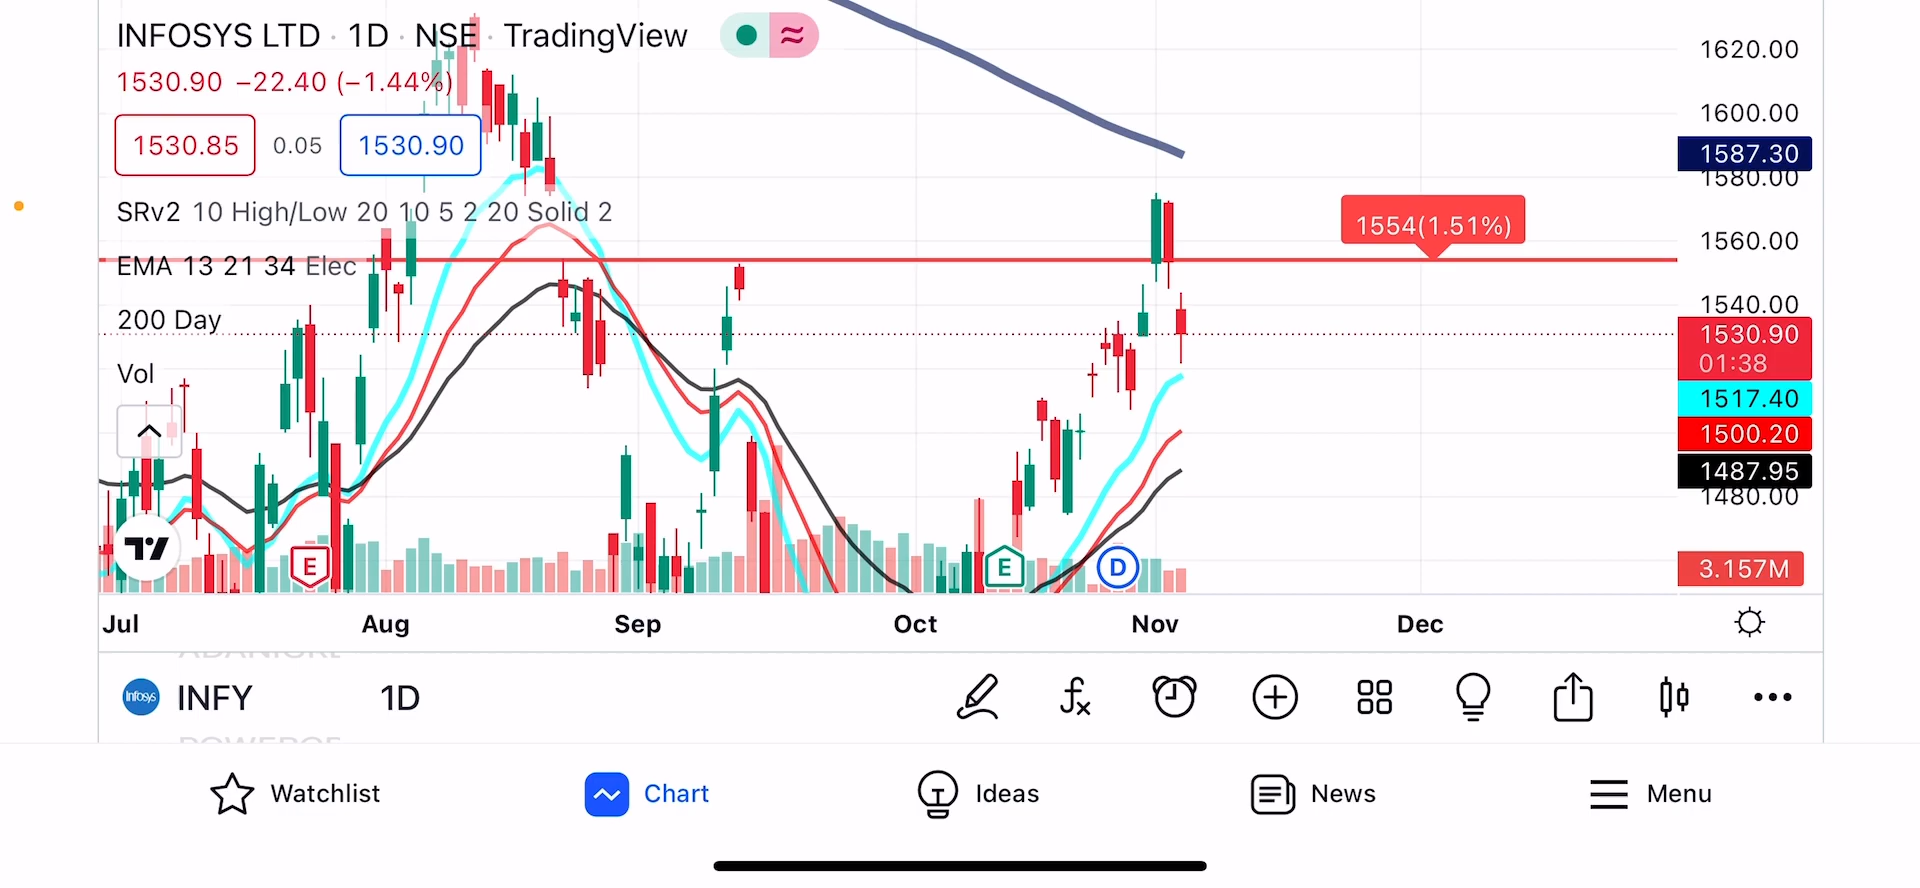 INFOSYS LTD · 1D · NSE · TradingView
1530.90 −22.40 (−1.44%)
1530.85 0.05 1530.90
SRv2 10 High/Low 20 10 5 2 20 Solid 2
EMA 13 21 34 Elec
200 Day
Vol
1620.00
1600.00
1587.30
1580.00
1554(1.51%)
1560.00
1540.00
1530.90
01:38
1517.40
1500.20
1487.95
1480.00
3.157M
E
E
D
Jul Aug Sep Oct Nov Dec
Infosys INFY 1D
Watchlist Chart Ideas News Menu